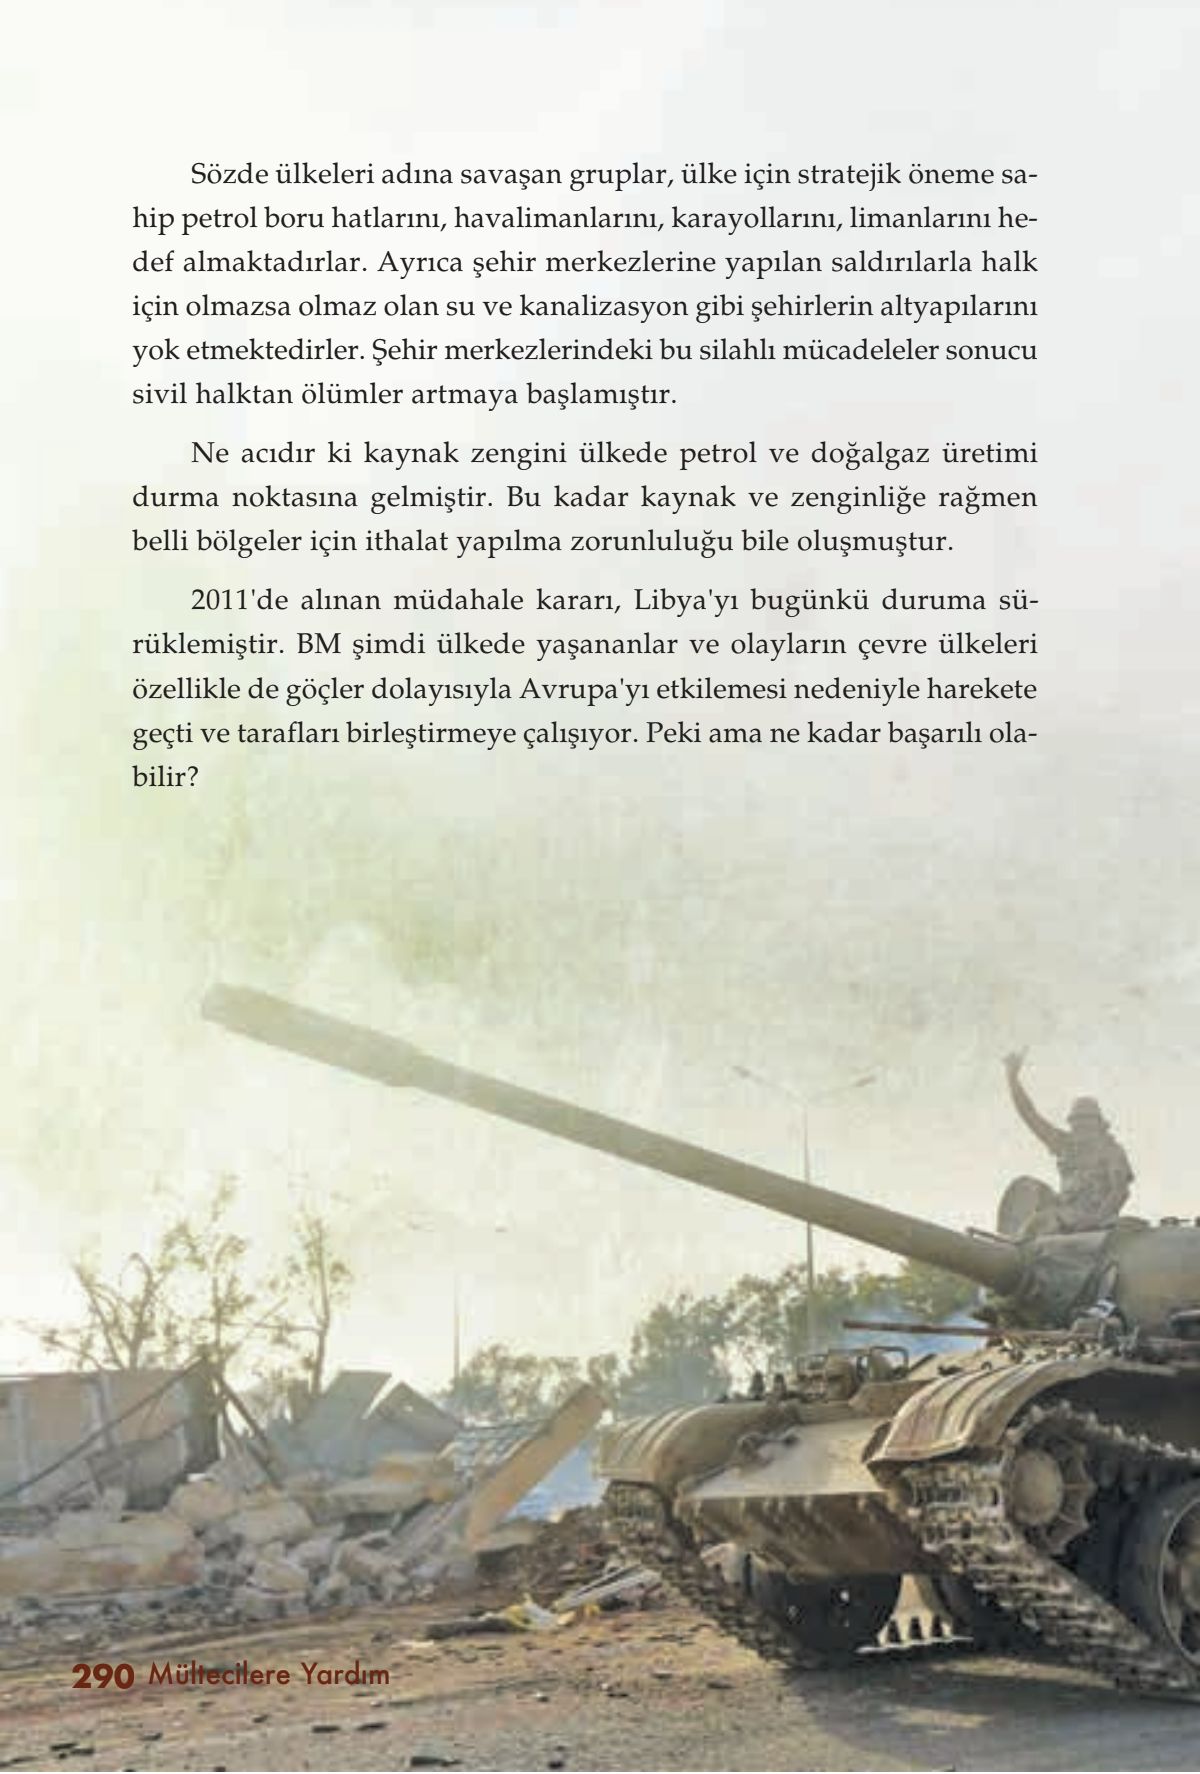 Sözde ülkeleri adına savaşan gruplar, ülke için stratejik öneme sa-
hip petrol boru hatlarını, havalimanlarını, karayollarını, limanlarını he-
def almaktadırlar. Ayrıca şehir merkezlerine yapılan saldırılarla halk
için olmazsa olmaz olan su ve kanalizasyon gibi şehirlerin altyapılarını
yok etmektedirler. Şehir merkezlerindeki bu silahlı mücadeleler sonucu
sivil halktan ölümler artmaya başlamıştır.
Ne acıdır ki kaynak zengini ülkede petrol ve doğalgaz üretimi
durma noktasına gelmiştir. Bu kadar kaynak ve zenginliğe rağmen
belli bölgeler için ithalat yapılma zorunluluğu bile oluşmuştur.
2011'de alınan müdahale kararı, Libya'yı bugünkü duruma sü-
rüklemiştir. BM şimdi ülkede yaşananlar ve olayların çevre ülkeleri
özellikle de göçler dolayısıyla Avrupa'yı etkilemesi nedeniyle harekete
geçti ve tarafları birleştirmeye çalışıyor. Peki ama ne kadar başarılı ola-
bilir?
290 Mültecilere Yardım